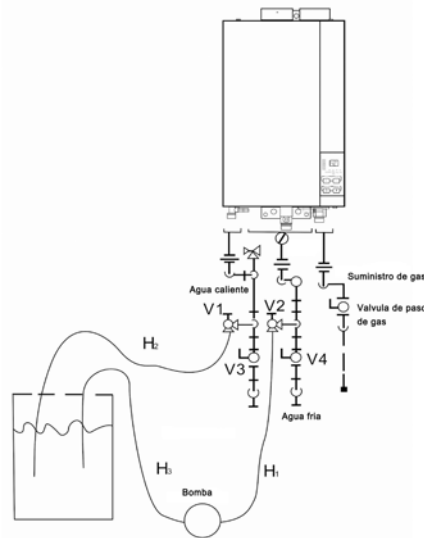 Suministro de gas
Agua caliente
Valvula de paso
de gas
V1
V2
H2
V3
V4
Agua fria
H3
H1
Bomba